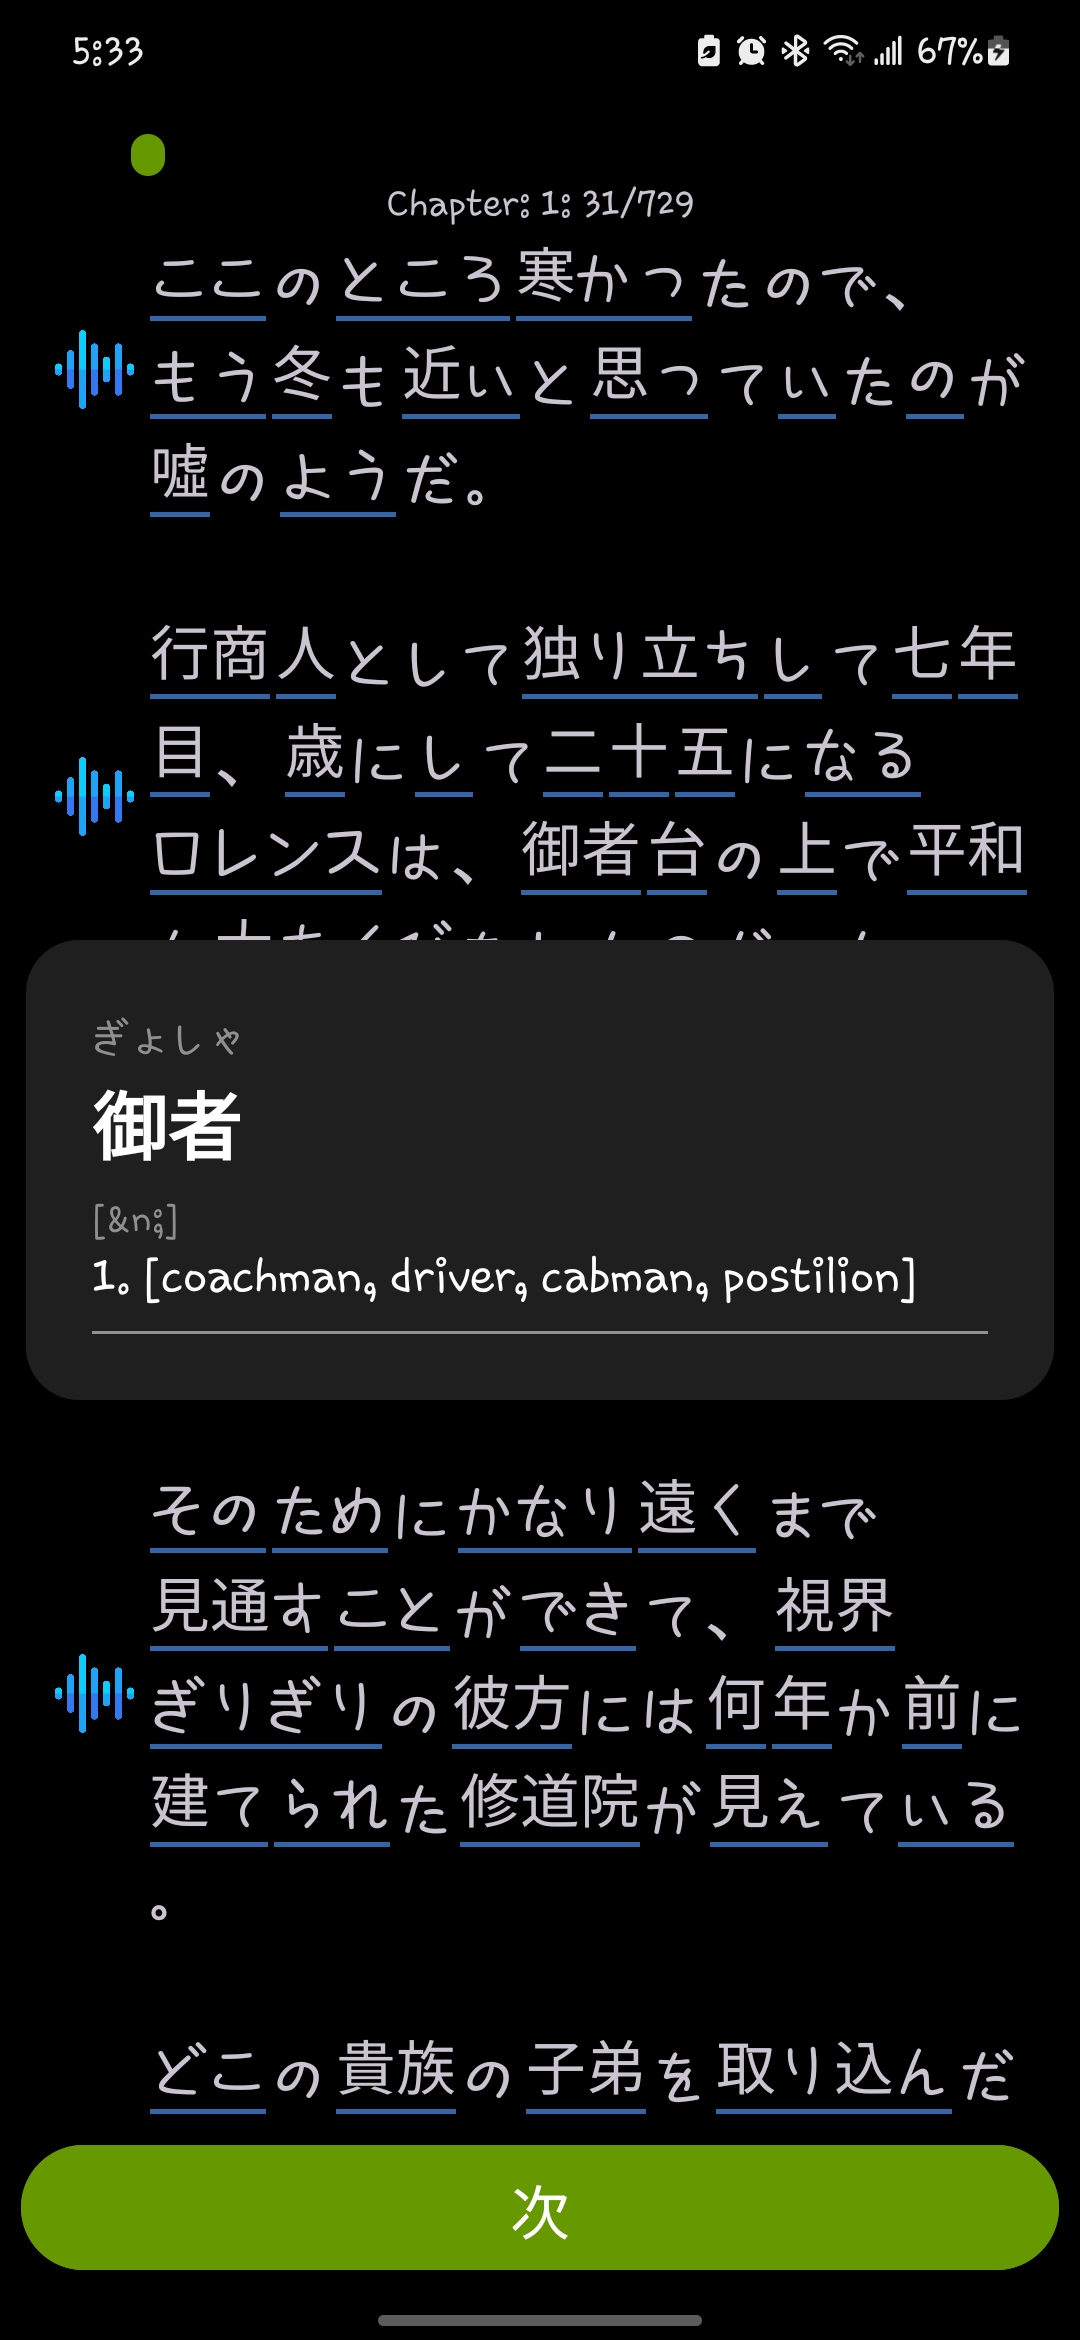 5:33
67%
Chapter: 1: 31/729
ここのところ寒かったので、
もう冬も近いと思っていたのが
嘘のようだ。
行商人として独り立ちして七年
目、歳にして二十五になる
ロレンスは、御者台の上で平和
ぎょしゃ
御者
[&n;]
1. [coachman, driver, cabman, postilion]
そのためにかなり遠くまで
見通すことができて、視界
ぎりぎりの彼方には何年か前に
建てられた修道院が見えている
。
どこの貴族の子弟を取り込んだ
次